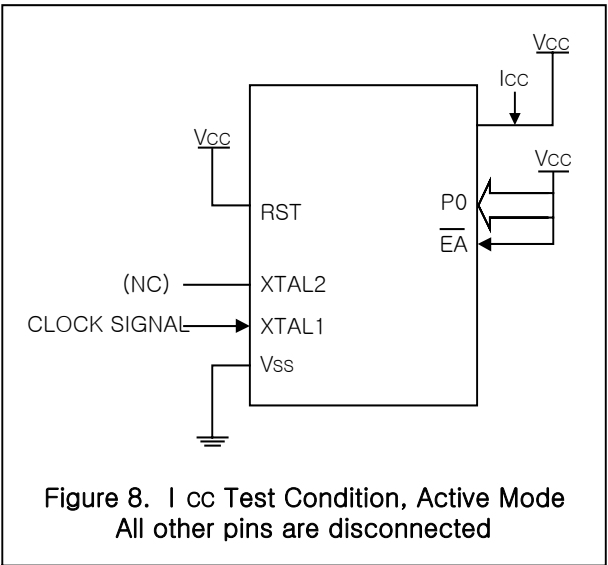 Vcc
Icc
Vcc
Vcc
RST
P0
EA
(NC)
XTAL2
CLOCK SIGNAL
XTAL1
Vss
Figure 8. I cc Test Condition, Active Mode
All other pins are disconnected